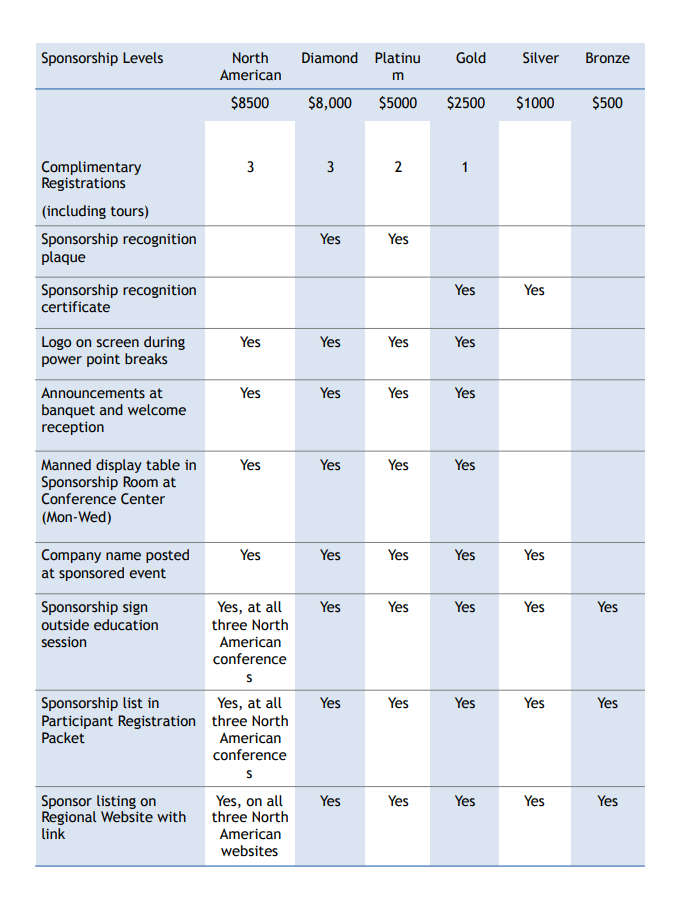 Sponsorship Levels North American Diamond Platinu m Gold Silver Bronze
$8500 $8,000 $5000 $2500 $1000 $500
Complimentary Registrations 3 3 2 1
(including tours)
Sponsorship recognition Yes Yes
plaque
Sponsorship recognition Yes Yes
certificate
Logo on screen during Yes Yes Yes Yes
power point breaks
Announcements at Yes Yes Yes Yes
banquet and welcome
reception
Manned display table in Yes Yes Yes Yes
Sponsorship Room at
Conference Center
(Mon-Wed)
Company name posted Yes Yes Yes Yes Yes
at sponsored event
Sponsorship sign Yes, at all Yes Yes Yes Yes Yes
outside education three North
session American
conference
s
Sponsorship list in Yes, at all Yes Yes Yes Yes Yes
Participant Registration three North
Packet American
conference
s
Sponsor listing on Yes, on all Yes Yes Yes Yes Yes
Regional Website with three North
link American
websites